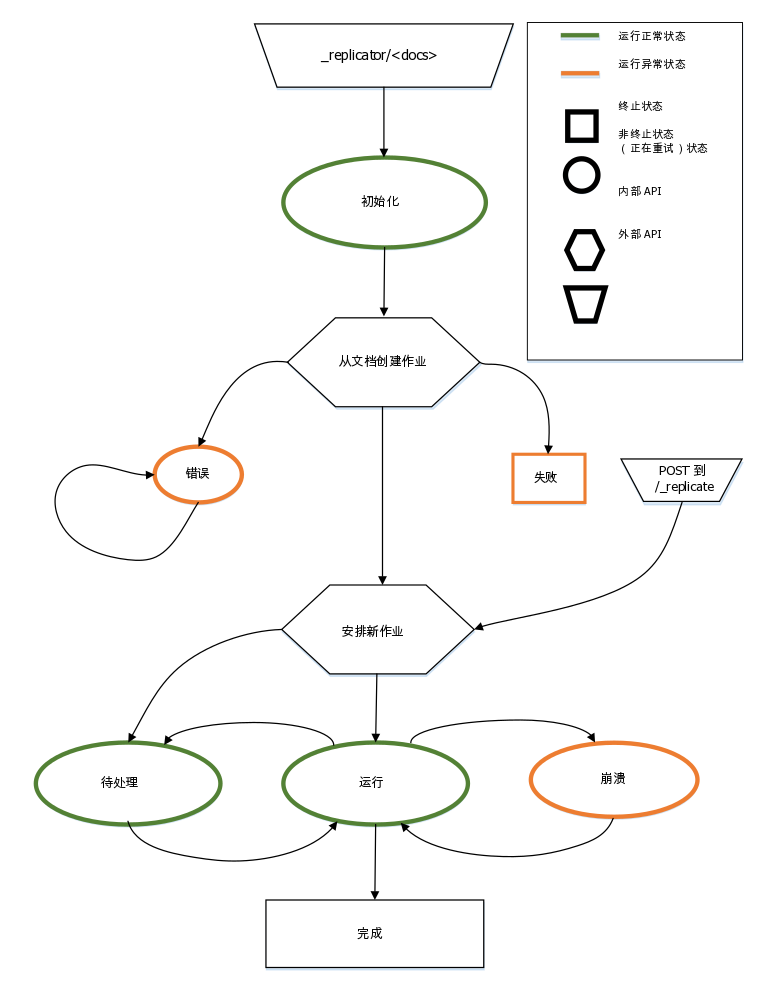 _replicator/<docs>
运行正常状态
运行异常状态
终止状态
非终止状态
（正在重试）状态
内部 API
外部 API
初始化
从文档创建作业
错误
失败
POST 到
/_replicate
安排新作业
待处理
运行
崩溃
完成